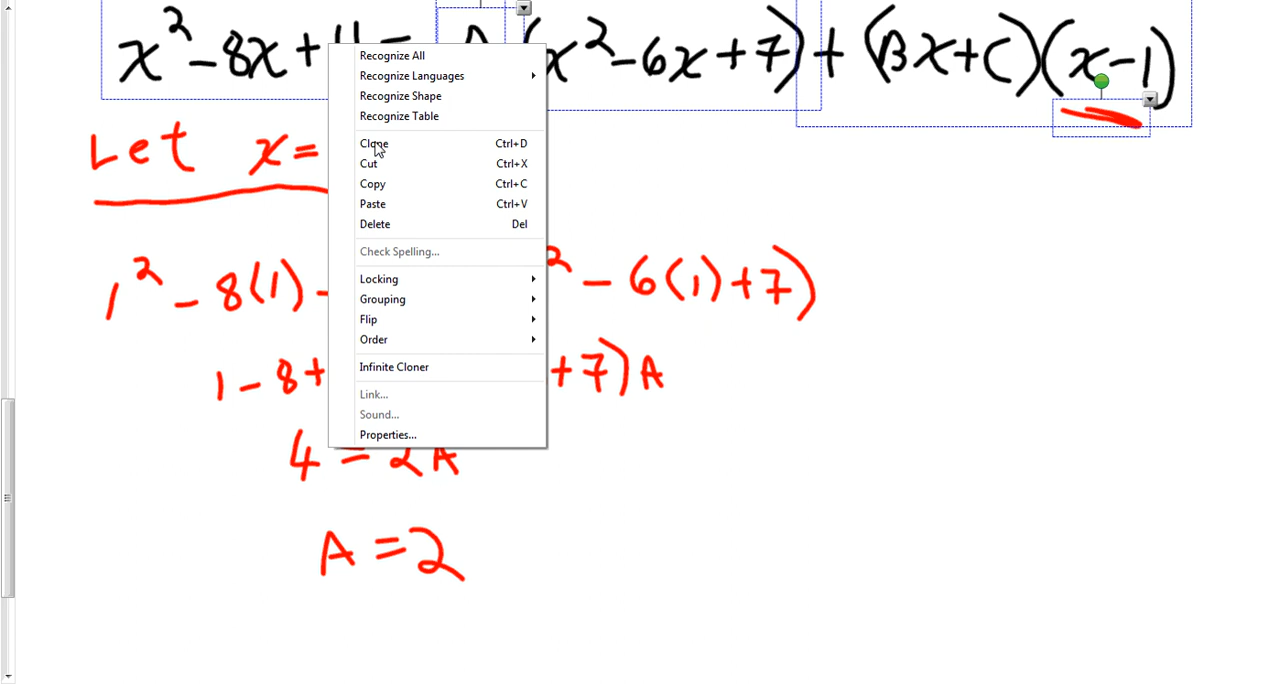 x² - 8x + 11 = A(x² - 6x + 7) + (Bx + C)(x - 1)
Let x =
1² - 8(1) - ² - 6(1) + 7)
1 - 8 + + 7) A
4 = 2A
A = 2
Recognize All
Recognize Languages
Recognize Shape
Recognize Table
Clone Ctrl+D
Cut Ctrl+X
Copy Ctrl+C
Paste Ctrl+V
Delete Del
Check Spelling...
Locking
Grouping
Flip
Order
Infinite Cloner
Link...
Sound...
Properties...